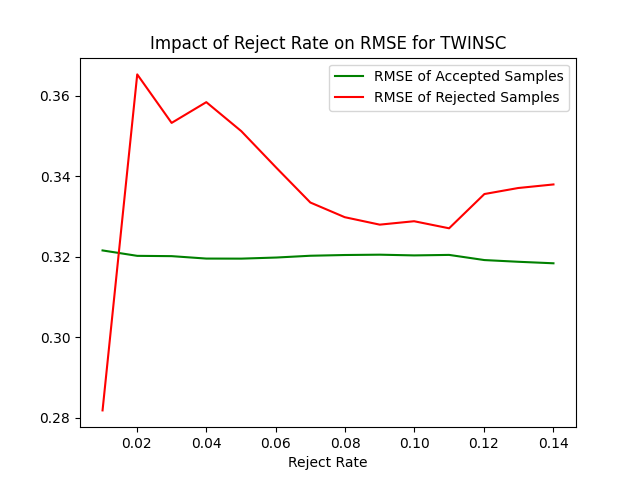 Impact of Reject Rate on RMSE for TWINSC
RMSE of Accepted Samples
RMSE of Rejected Samples
0.36
0.34
0.32
0.30
0.28
0.02 0.04 0.06 0.08 0.10 0.12 0.14
Reject Rate